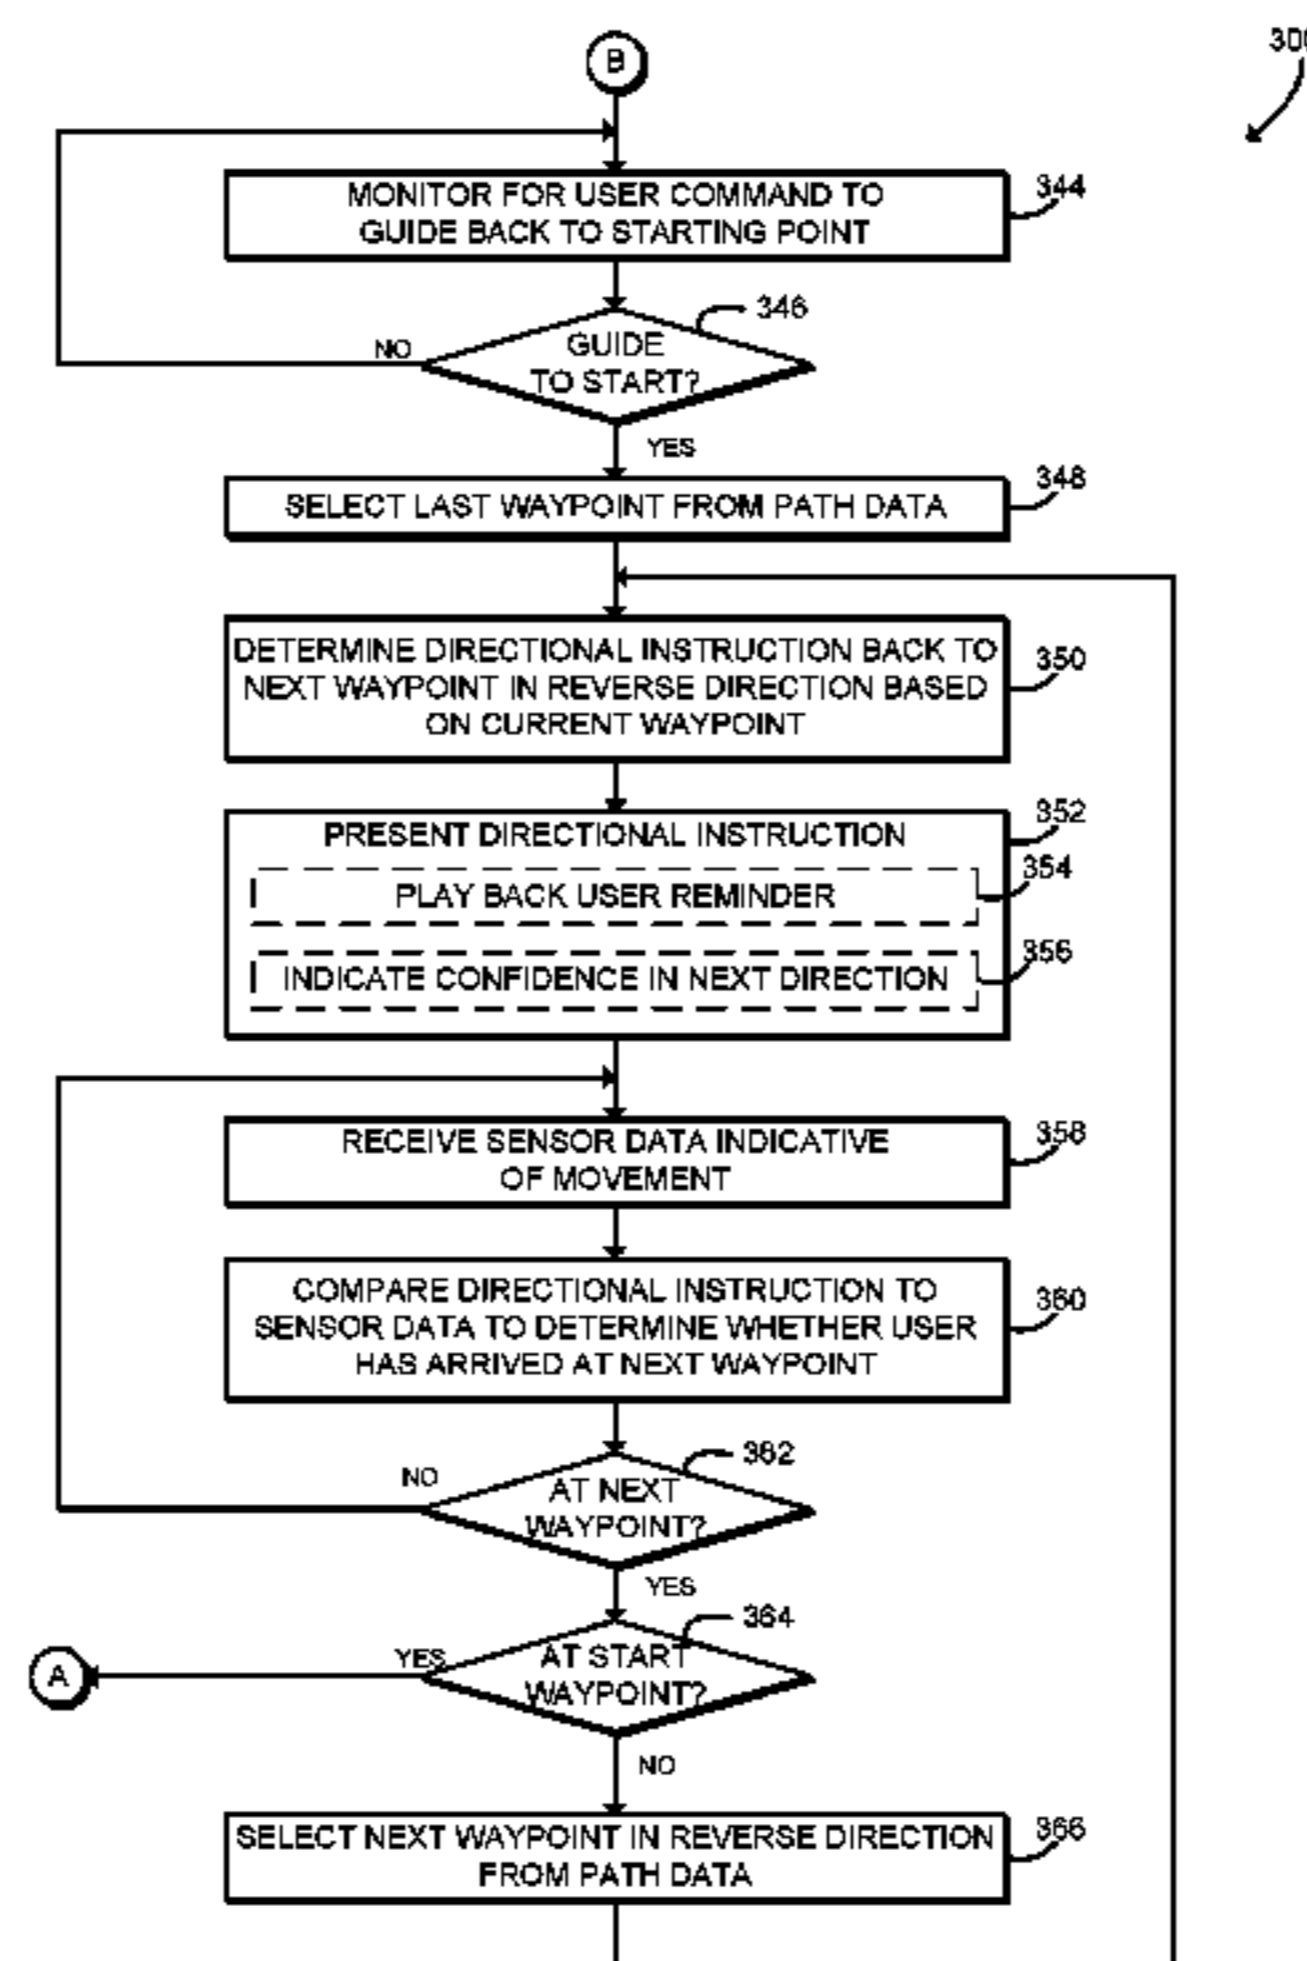 B
MONITOR FOR USER COMMAND TO
GUIDE BACK TO STARTING POINT
344
346
GUIDE
TO START?
NO
YES
SELECT LAST WAYPOINT FROM PATH DATA
348
DETERMINE DIRECTIONAL INSTRUCTION BACK TO
NEXT WAYPOINT IN REVERSE DIRECTION BASED
ON CURRENT WAYPOINT
350
PRESENT DIRECTIONAL INSTRUCTION
352
PLAY BACK USER REMINDER
354
INDICATE CONFIDENCE IN NEXT DIRECTION
356
RECEIVE SENSOR DATA INDICATIVE
OF MOVEMENT
358
COMPARE DIRECTIONAL INSTRUCTION TO
SENSOR DATA TO DETERMINE WHETHER USER
HAS ARRIVED AT NEXT WAYPOINT
360
362
NO
AT NEXT
WAYPOINT?
YES
364
A
YES
AT START
WAYPOINT?
NO
SELECT NEXT WAYPOINT IN REVERSE DIRECTION
FROM PATH DATA
366